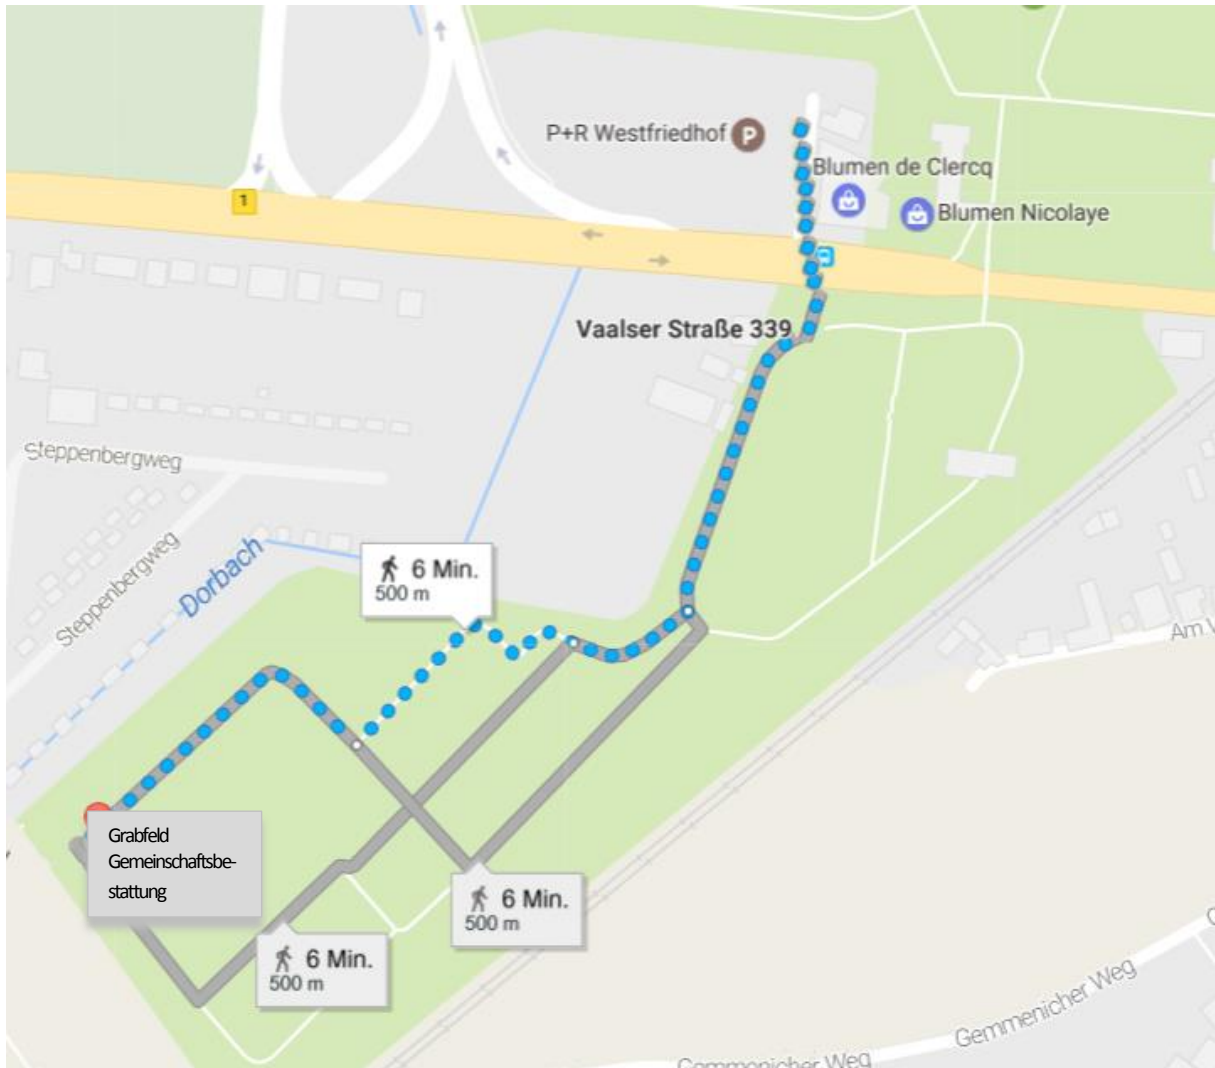 P+R Westfriedhof
P
Blumen de Clercq
1
Blumen Nicolaye
Vaalser Straße 339
Steppenbergweg
Steppenbergweg
Dorbach
6 Min.
500 m
Am
Grabfeld
Gemeinschaftsbe-
stattung
6 Min.
500 m
6 Min.
500 m
Gemmenicher Weg
Gemmenicher Weg